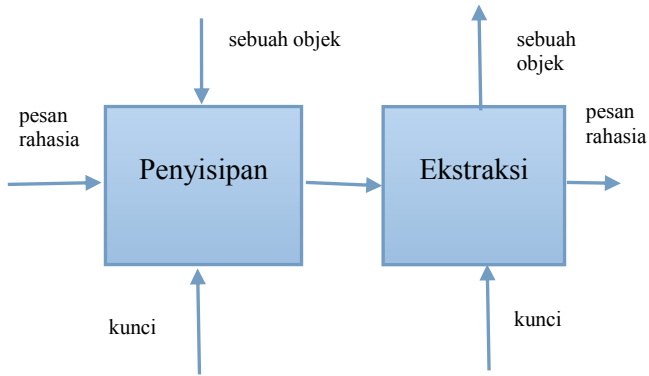 sebuah objek
sebuah
objek
pesan
rahasia
Penyisipan
Ekstraksi
pesan
rahasia
kunci
kunci